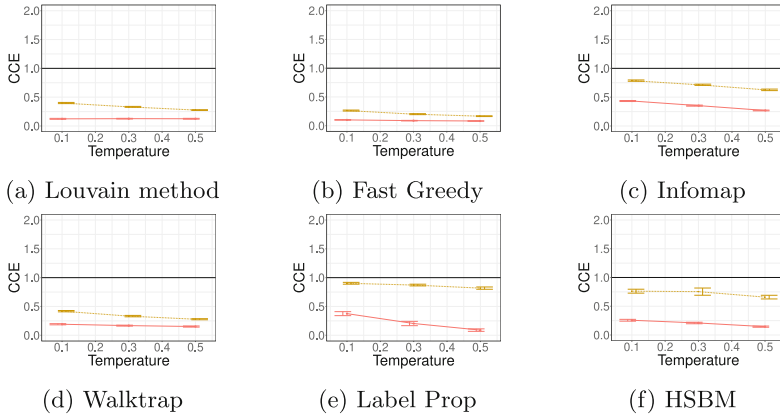 2.0
1.5
1.0
0.5
0.0
CCE
0.1 0.2 0.3 0.4 0.5
Temperature
(a) Louvain method
2.0
1.5
1.0
0.5
0.0
CCE
0.1 0.2 0.3 0.4 0.5
Temperature
(b) Fast Greedy
2.0
1.5
1.0
0.5
0.0
CCE
0.1 0.2 0.3 0.4 0.5
Temperature
(c) Infomap
2.0
1.5
1.0
0.5
0.0
CCE
0.1 0.2 0.3 0.4 0.5
Temperature
(d) Walktrap
2.0
1.5
1.0
0.5
0.0
CCE
0.1 0.2 0.3 0.4 0.5
Temperature
(e) Label Prop
2.0
1.5
1.0
0.5
0.0
CCE
0.1 0.2 0.3 0.4 0.5
Temperature
(f) HSBM